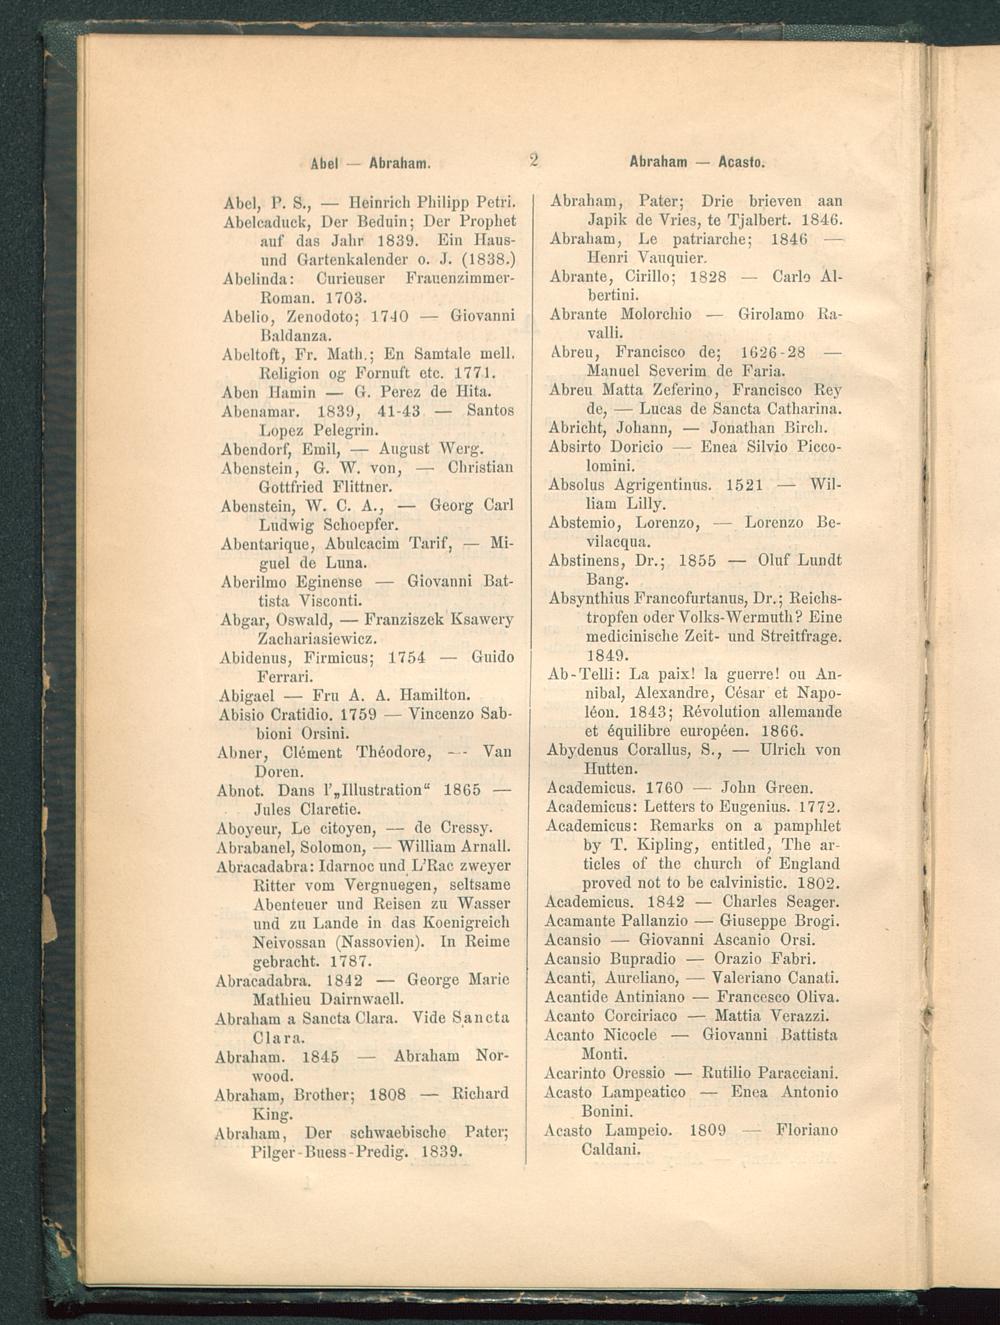 Abel — Abraham.
2
Abraham — Acasto.
Abel, P. S., — Heinrich Philipp Petri.
Abelcaduck, Der Beduin; Der Prophet
auf das Jahr 1839. Ein Haus-
und Gartenkalender o. J. (1838.)
Abelinda: Curieuser Frauenzimmer-
Roman. 1703.
Abelio, Zenodoto; 1740 — Giovanni
Baldanza.
Abeltoft, Fr. Math.; En Samtale mell.
Religion og Fornuft etc. 1771.
Aben Hamin — G. Perez de Hita.
Abenamar. 1839, 41-43 — Santos
Lopez Pelegrin.
Abendorf, Emil, — August Werg.
Abenstein, G. W. von, — Christian
Gottfried Flittner.
Abenstein, W. C. A., — Georg Carl
Ludwig Schoepfer.
Abentarique, Abulcacim Tarif, — Mi-
guel de Luna.
Aberilmo Eginense — Giovanni Bat-
tista Visconti.
Abgar, Oswald, — Franziszek Ksawery
Zachariasiewicz.
Abidenus, Firmicus; 1754 — Guido
Ferrari.
Abigael — Fru A. A. Hamilton.
Abisio Cratidio. 1759 — Vincenzo Sab-
bioni Orsini.
Abner, Clément Théodore, — Van
Doren.
Abnot. Dans l'„Illustration“ 1865 —
Jules Claretie.
Aboyeur, Le citoyen, — de Cressy.
Abrabanel, Solomon, — William Arnall.
Abracadabra: Idarnoc und L'Rac zweyer
Ritter vom Vergnuegen, seltsame
Abenteuer und Reisen zu Wasser
und zu Lande in das Koenigreich
Neivossan (Nassovien). In Reime
gebracht. 1787.
Abracadabra. 1842 — George Marie
Mathieu Dairnwaell.
Abraham a Sancta Clara. Vide Sancta
Clara.
Abraham. 1845 — Abraham Nor-
wood.
Abraham, Brother; 1808 — Richard
King.
Abraham, Der schwaebische Pater;
Pilger-Buess-Predig. 1839.
Abraham, Pater; Drie brieven aan
Japik de Vries, te Tjalbert. 1846.
Abraham, Le patriarche; 1846 —
Henri Vauquier.
Abrante, Cirillo; 1828 — Carlo Al-
bertini.
Abrante Molorchio — Girolamo Ra-
valli.
Abreu, Francisco de; 1626-28 —
Manuel Severim de Faria.
Abreu Matta Zeferino, Francisco Rey
de, — Lucas de Sancta Catharina.
Abricht, Johann, — Jonathan Birch.
Absirto Doricio — Enea Silvio Picco-
lomini.
Absolus Agrigentinus. 1521 — Wil-
liam Lilly.
Abstemio, Lorenzo, — Lorenzo Be-
vilacqua.
Abstinens, Dr.; 1855 — Oluf Lundt
Bang.
Absynthius Francofurtanus, Dr.; Reichs-
tropfen oder Volks-Wermuth? Eine
medicinische Zeit- und Streitfrage.
1849.
Ab-Telli: La paix! la guerre! ou An-
nibal, Alexandre, César et Napo-
léon. 1843; Révolution allemande
et équilibre européen. 1866.
Abydenus Corallus, S., — Ulrich von
Hutten.
Academicus. 1760 — John Green.
Academicus: Letters to Eugenius. 1772.
Academicus: Remarks on a pamphlet
by T. Kipling, entitled, The ar-
ticles of the church of England
proved not to be calvinistic. 1802.
Academicus. 1842 — Charles Seager.
Acamante Pallanzio — Giuseppe Brogi.
Acansio — Giovanni Ascanio Orsi.
Acansio Bupradio — Orazio Fabri.
Acanti, Aureliano, — Valeriano Canati.
Acantide Antiniano — Francesco Oliva.
Acanto Corciriaco — Mattia Verazzi.
Acanto Nicocle — Giovanni Battista
Monti.
Acarinto Oressio — Rutilio Paracciani.
Acasto Lampeatico — Enea Antonio
Bonini.
Acasto Lampeio. 1809 — Floriano
Caldani.